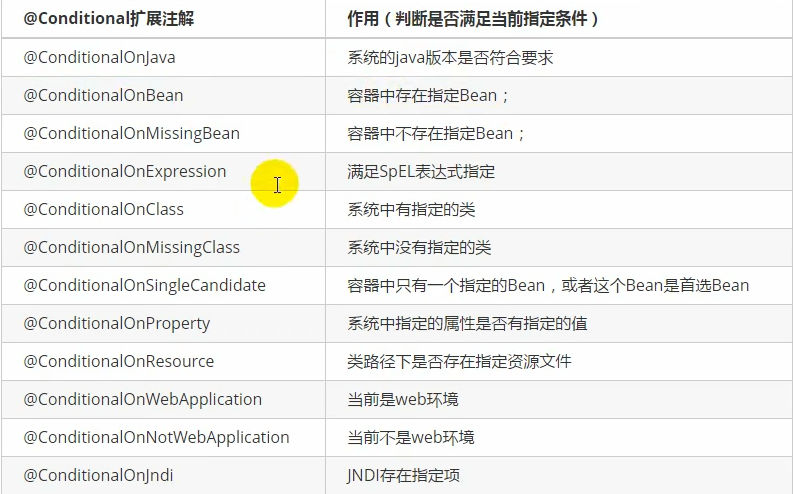 @Conditional扩展注解 作用（判断是否满足当前指定条件）
@ConditionalOnJava 系统的java版本是否符合要求
@ConditionalOnBean 容器中存在指定Bean；
@ConditionalOnMissingBean 容器中不存在指定Bean；
@ConditionalOnExpression 满足SpEL表达式指定
@ConditionalOnClass 系统中有指定的类
@ConditionalOnMissingClass 系统中没有指定的类
@ConditionalOnSingleCandidate 容器中只有一个指定的Bean，或者这个Bean是首选Bean
@ConditionalOnProperty 系统中指定的属性是否有指定的值
@ConditionalOnResource 类路径下是否存在指定资源文件
@ConditionalOnWebApplication 当前是web环境
@ConditionalOnNotWebApplication 当前不是web环境
@ConditionalOnJndi JNDI存在指定项